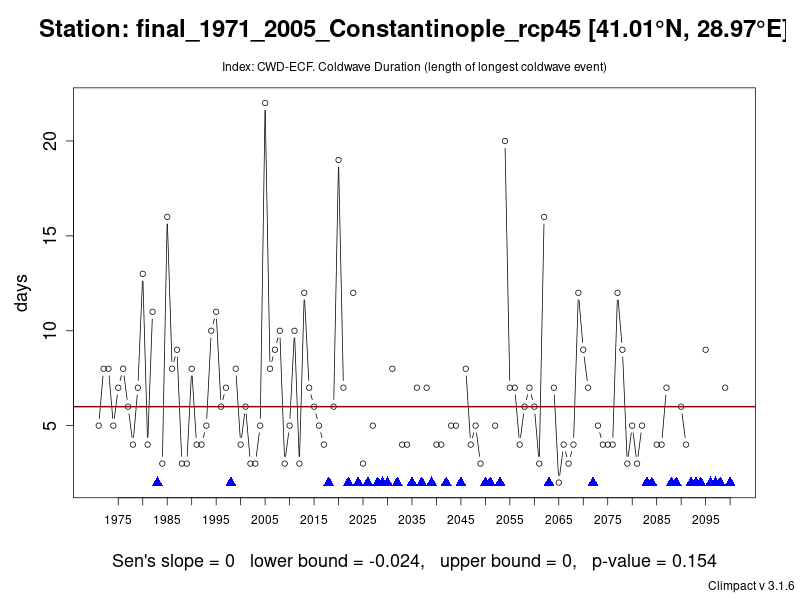 Station: final_1971_2005_Constantinople_rcp45 [41.01°N, 28.97°E]
Index: CWD-ECF. Coldwave Duration (length of longest coldwave event)
20
15
10
5
days
1975 1985 1995 2005 2015 2025 2035 2045 2055 2065 2075 2085 2095
Sen's slope = 0 lower bound = -0.024, upper bound = 0, p-value = 0.154
Climpact v 3.1.6